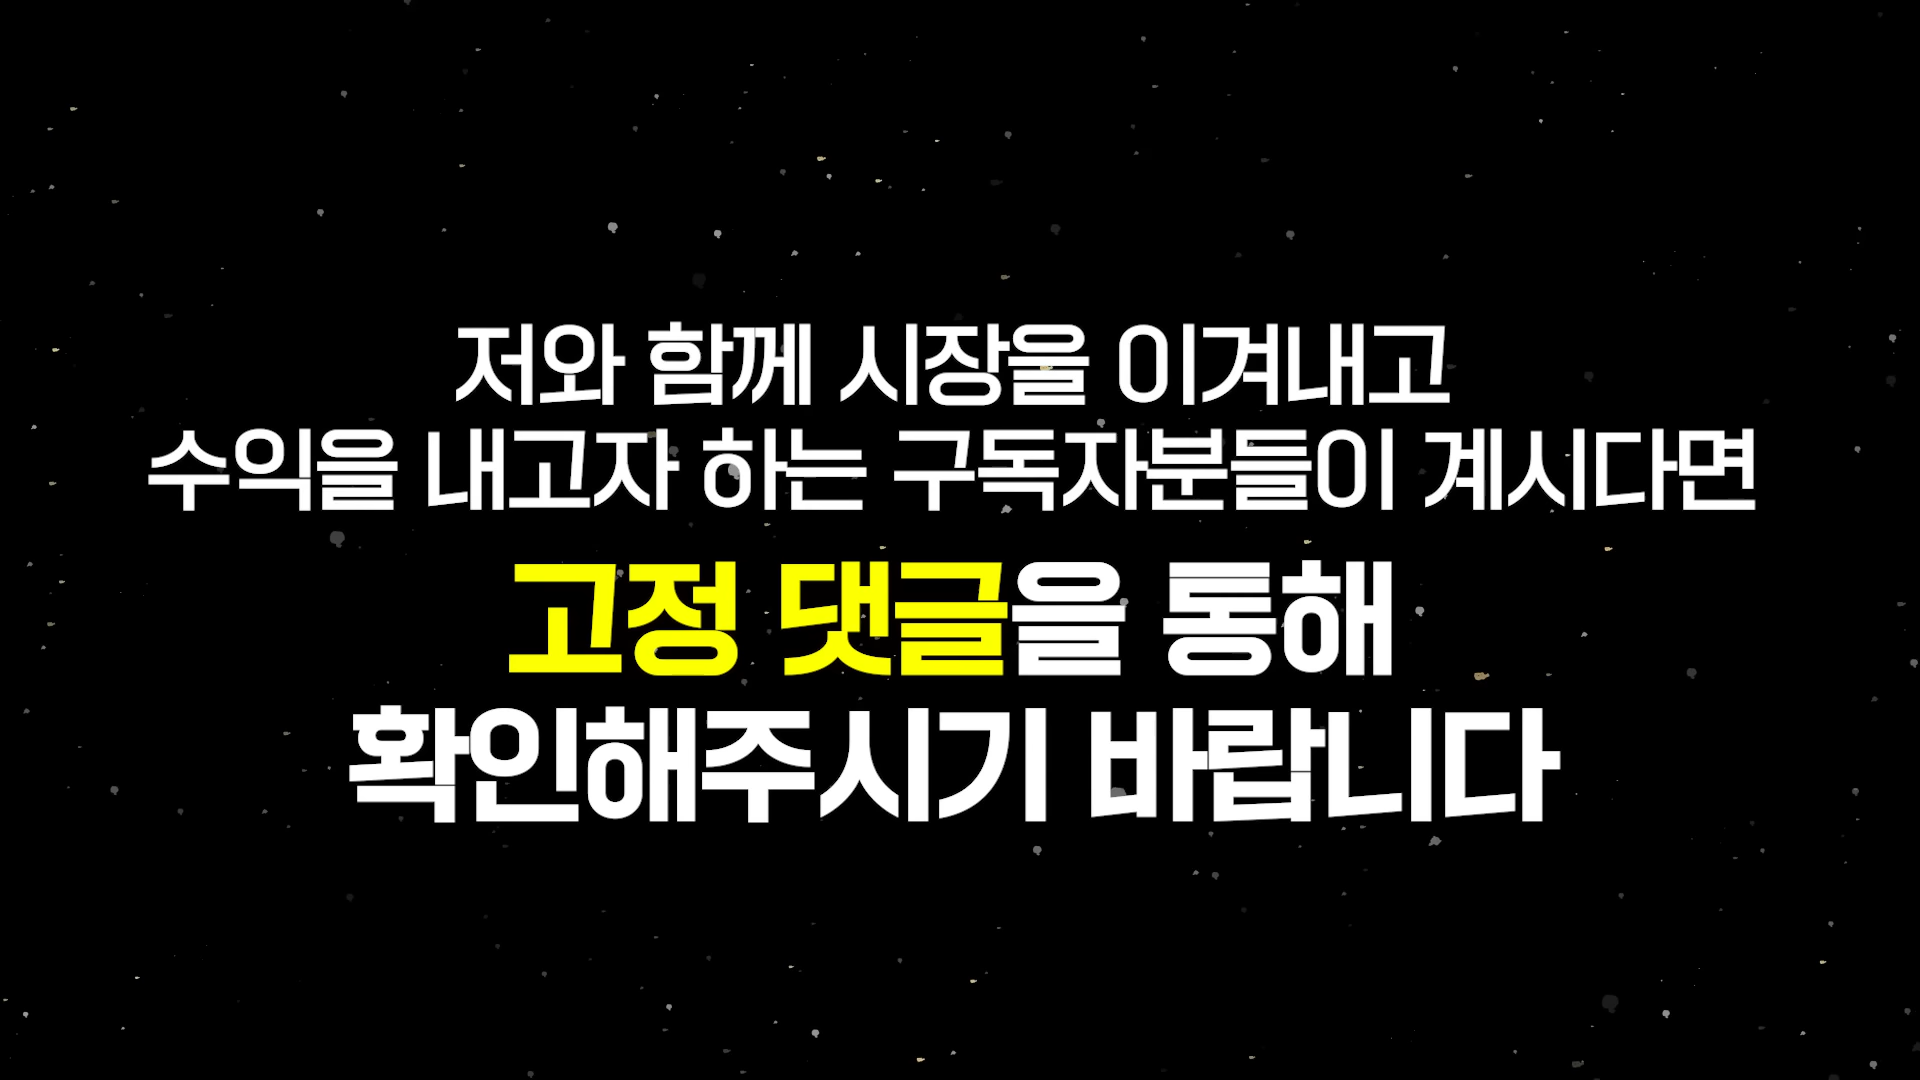 저와 함께 시장을 이겨내고
수익을 내고자 하는 구독자분들이 계시다면
고정 댓글을 통해
확인해주시기 바랍니다